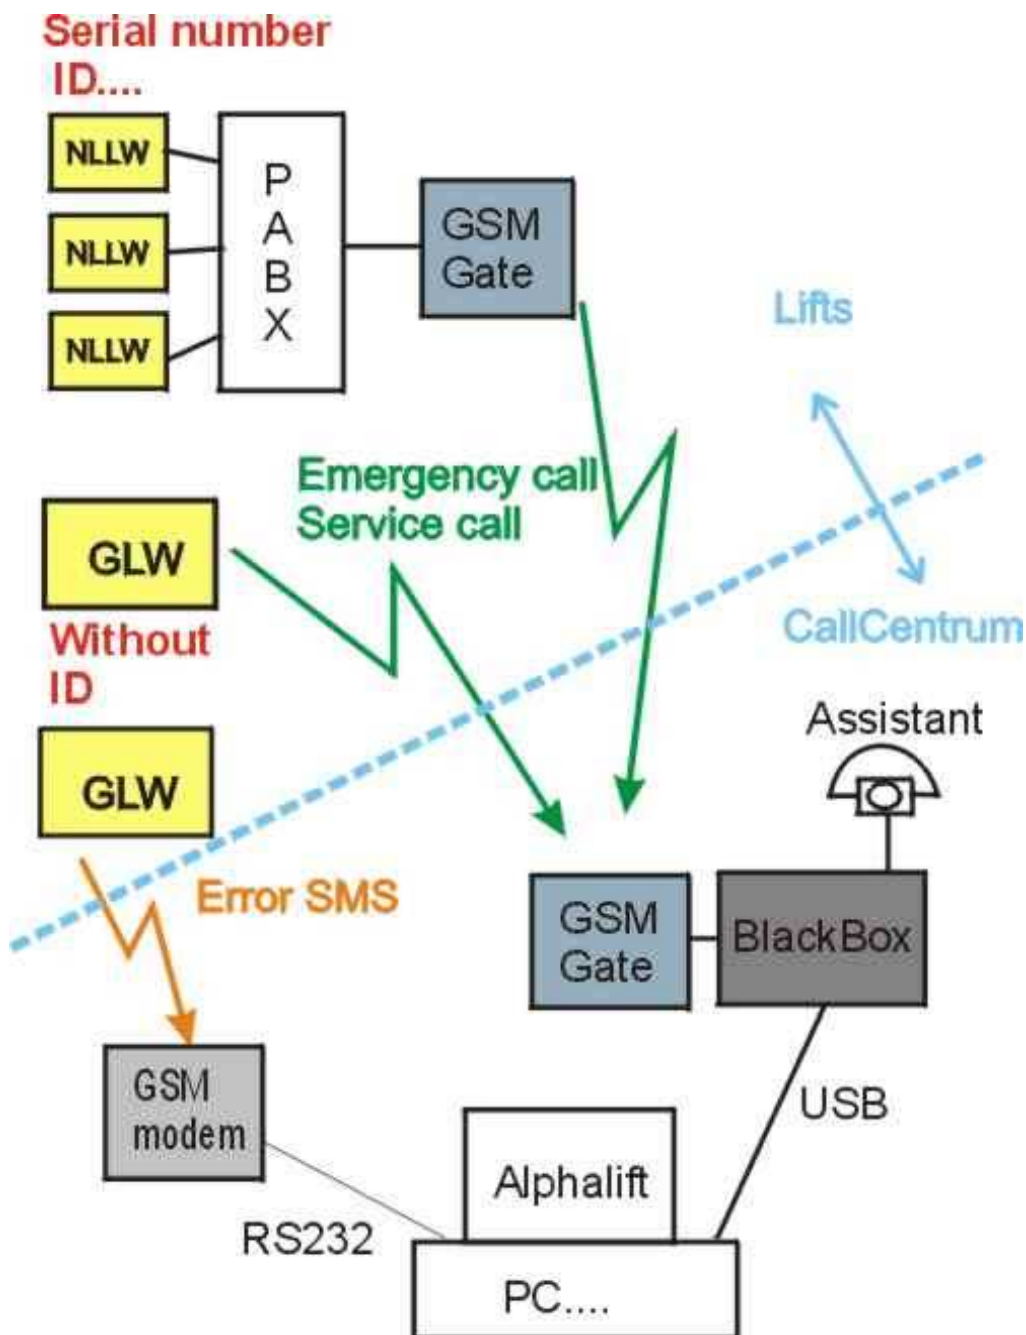 Serial number
ID....
NLLW
NLLW
NLLW
P
A
B
X
GSM
Gate
Lifts
Emergency call
Service call
GLW
Without
ID
CallCentrum
Assistant
GLW
Error SMS
GSM
Gate
BlackBox
GSM
modem
USB
Alphalift
RS232
PC....